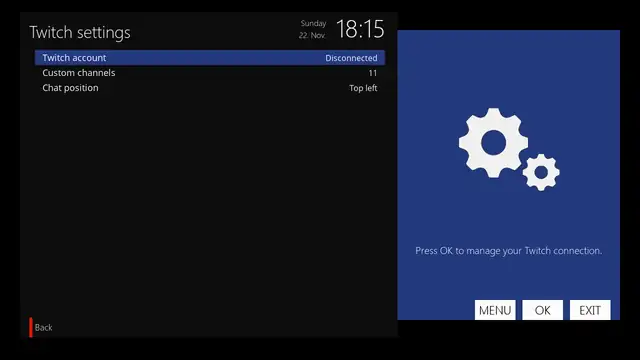 Twitch settings
Sunday
22. Nov.
18:15
Twitch account Disconnected
Custom channels 11
Chat position Top left
Press OK to manage your Twitch connection.
MENU OK EXIT
Back